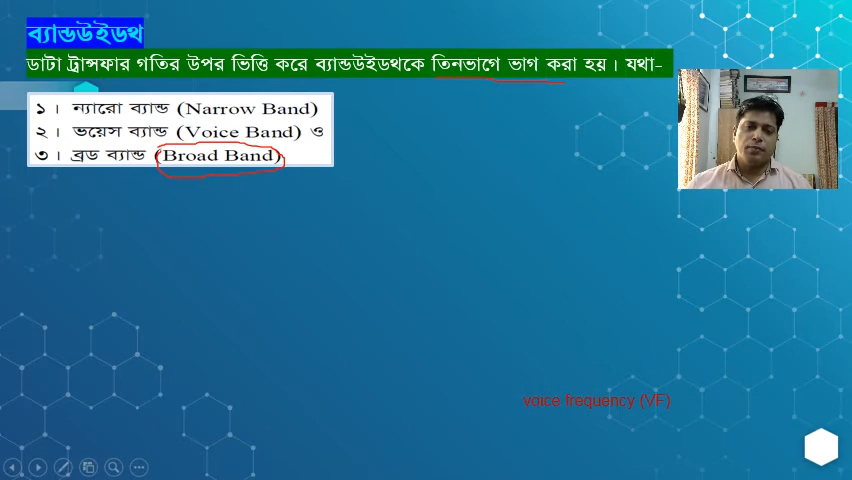 ব্যান্ডউইডথ
ডাটা ট্রান্সফার গতির উপর ভিত্তি করে ব্যান্ডউইডথকে তিনভাগে ভাগ করা হয়। যথা-
১। ন্যারো ব্যান্ড (Narrow Band)
২। ভয়েস ব্যান্ড (Voice Band) ও
৩। ব্রড ব্যান্ড (Broad Band)
voice frequency (VF)